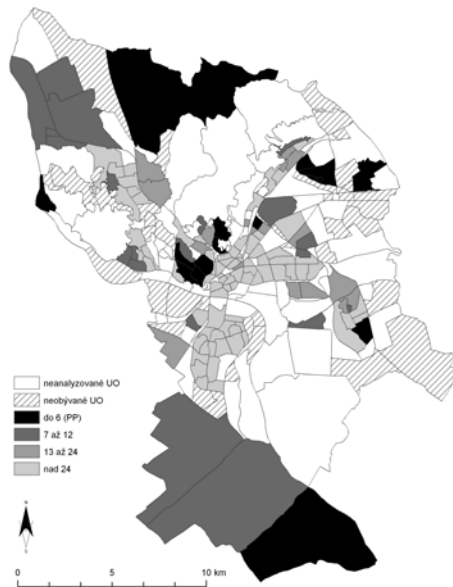 neanalyzované UO
neobývané UO
do 6 (PP)
7 až 12
13 až 24
nad 24
N
S
0 5 10 km